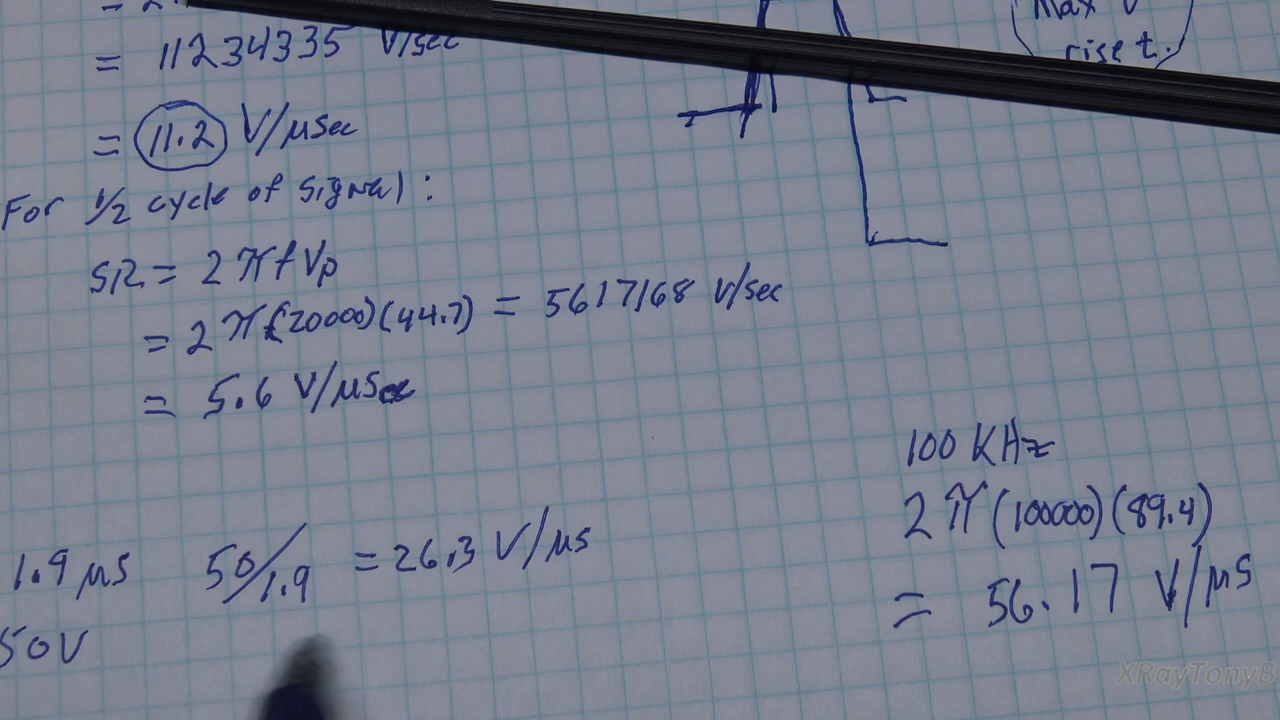 = 11234335 V/sec
= 11.2 V/μsec
For 1/2 cycle of signal:
SR = 2πfVp
= 2π(20000)(44.7) = 5617168 V/sec
= 5.6 V/μsec
1.9 μs 50/1.9 = 26.3 V/μs
50V
max V
rise t.
100 KHz
2π(100000)(89.4)
= 56.17 V/μs
XRayTonyB